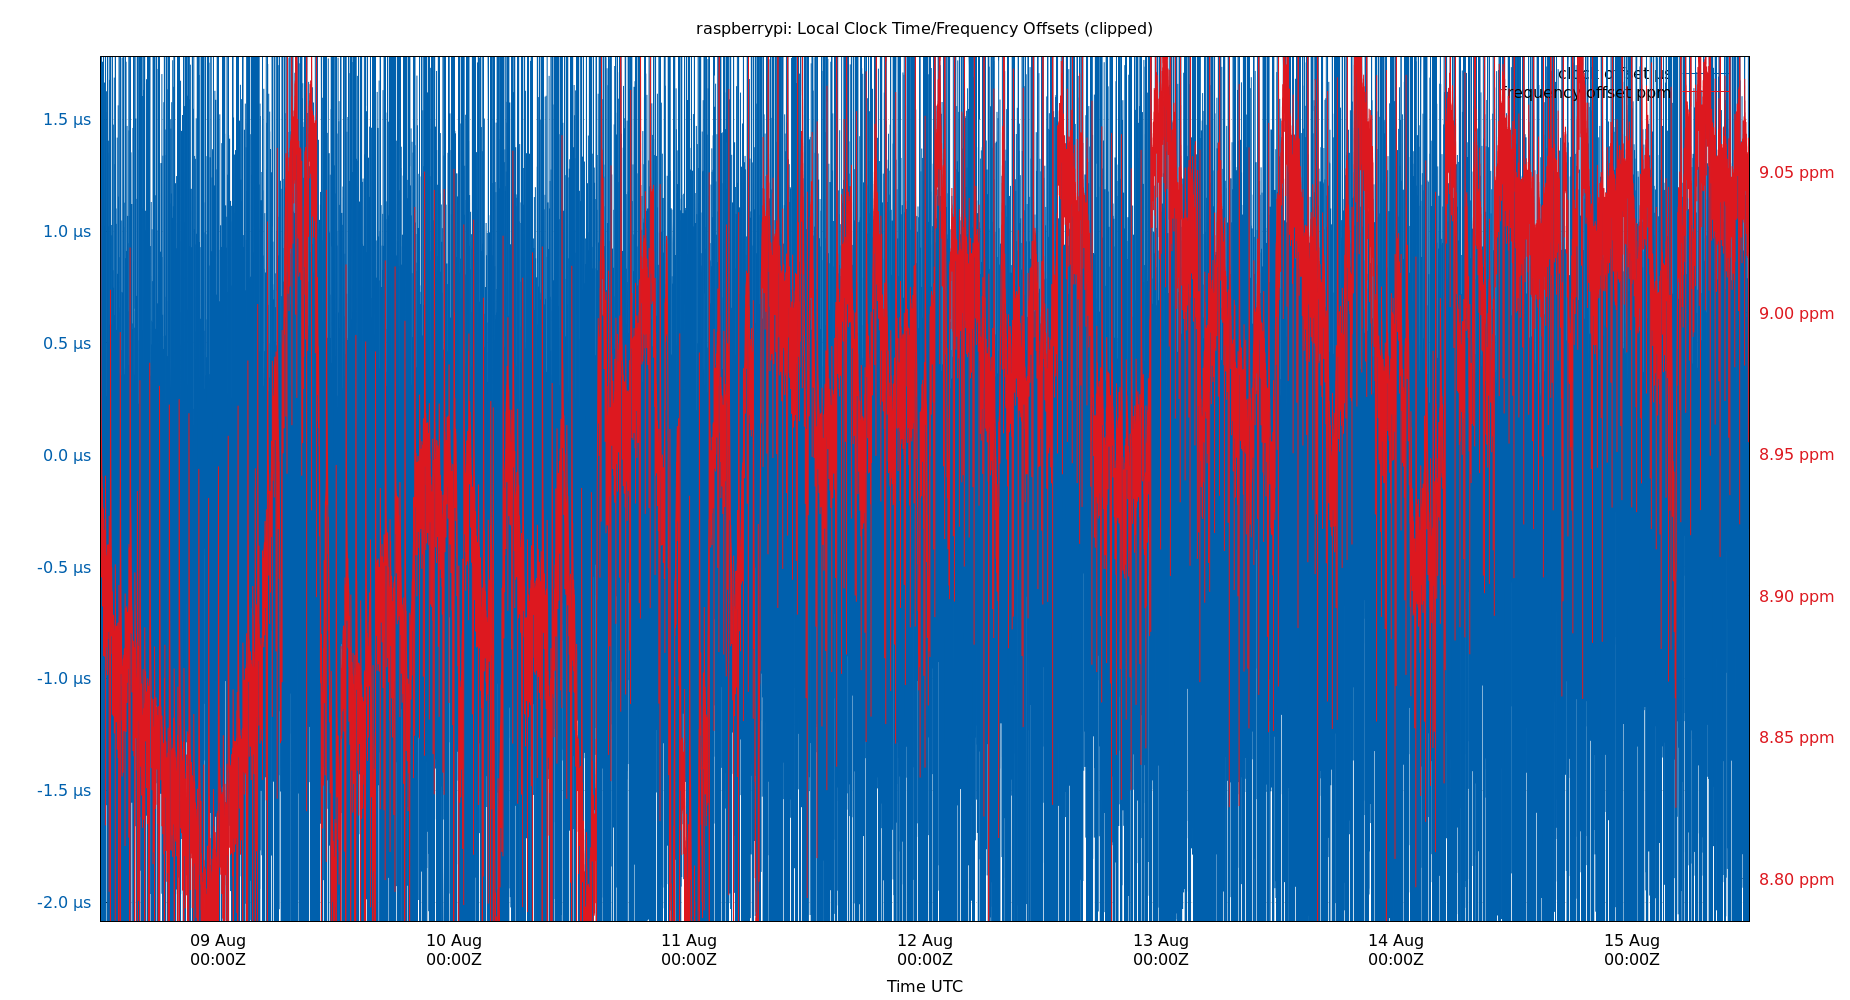 raspberrypi: Local Clock Time/Frequency Offsets (clipped)
clock offset µs
frequency offset ppm
1.5 µs
1.0 µs
0.5 µs
0.0 µs
-0.5 µs
-1.0 µs
-1.5 µs
-2.0 µs
9.05 ppm
9.00 ppm
8.95 ppm
8.90 ppm
8.85 ppm
8.80 ppm
09 Aug
00:00Z
10 Aug
00:00Z
11 Aug
00:00Z
12 Aug
00:00Z
13 Aug
00:00Z
14 Aug
00:00Z
15 Aug
00:00Z
Time UTC